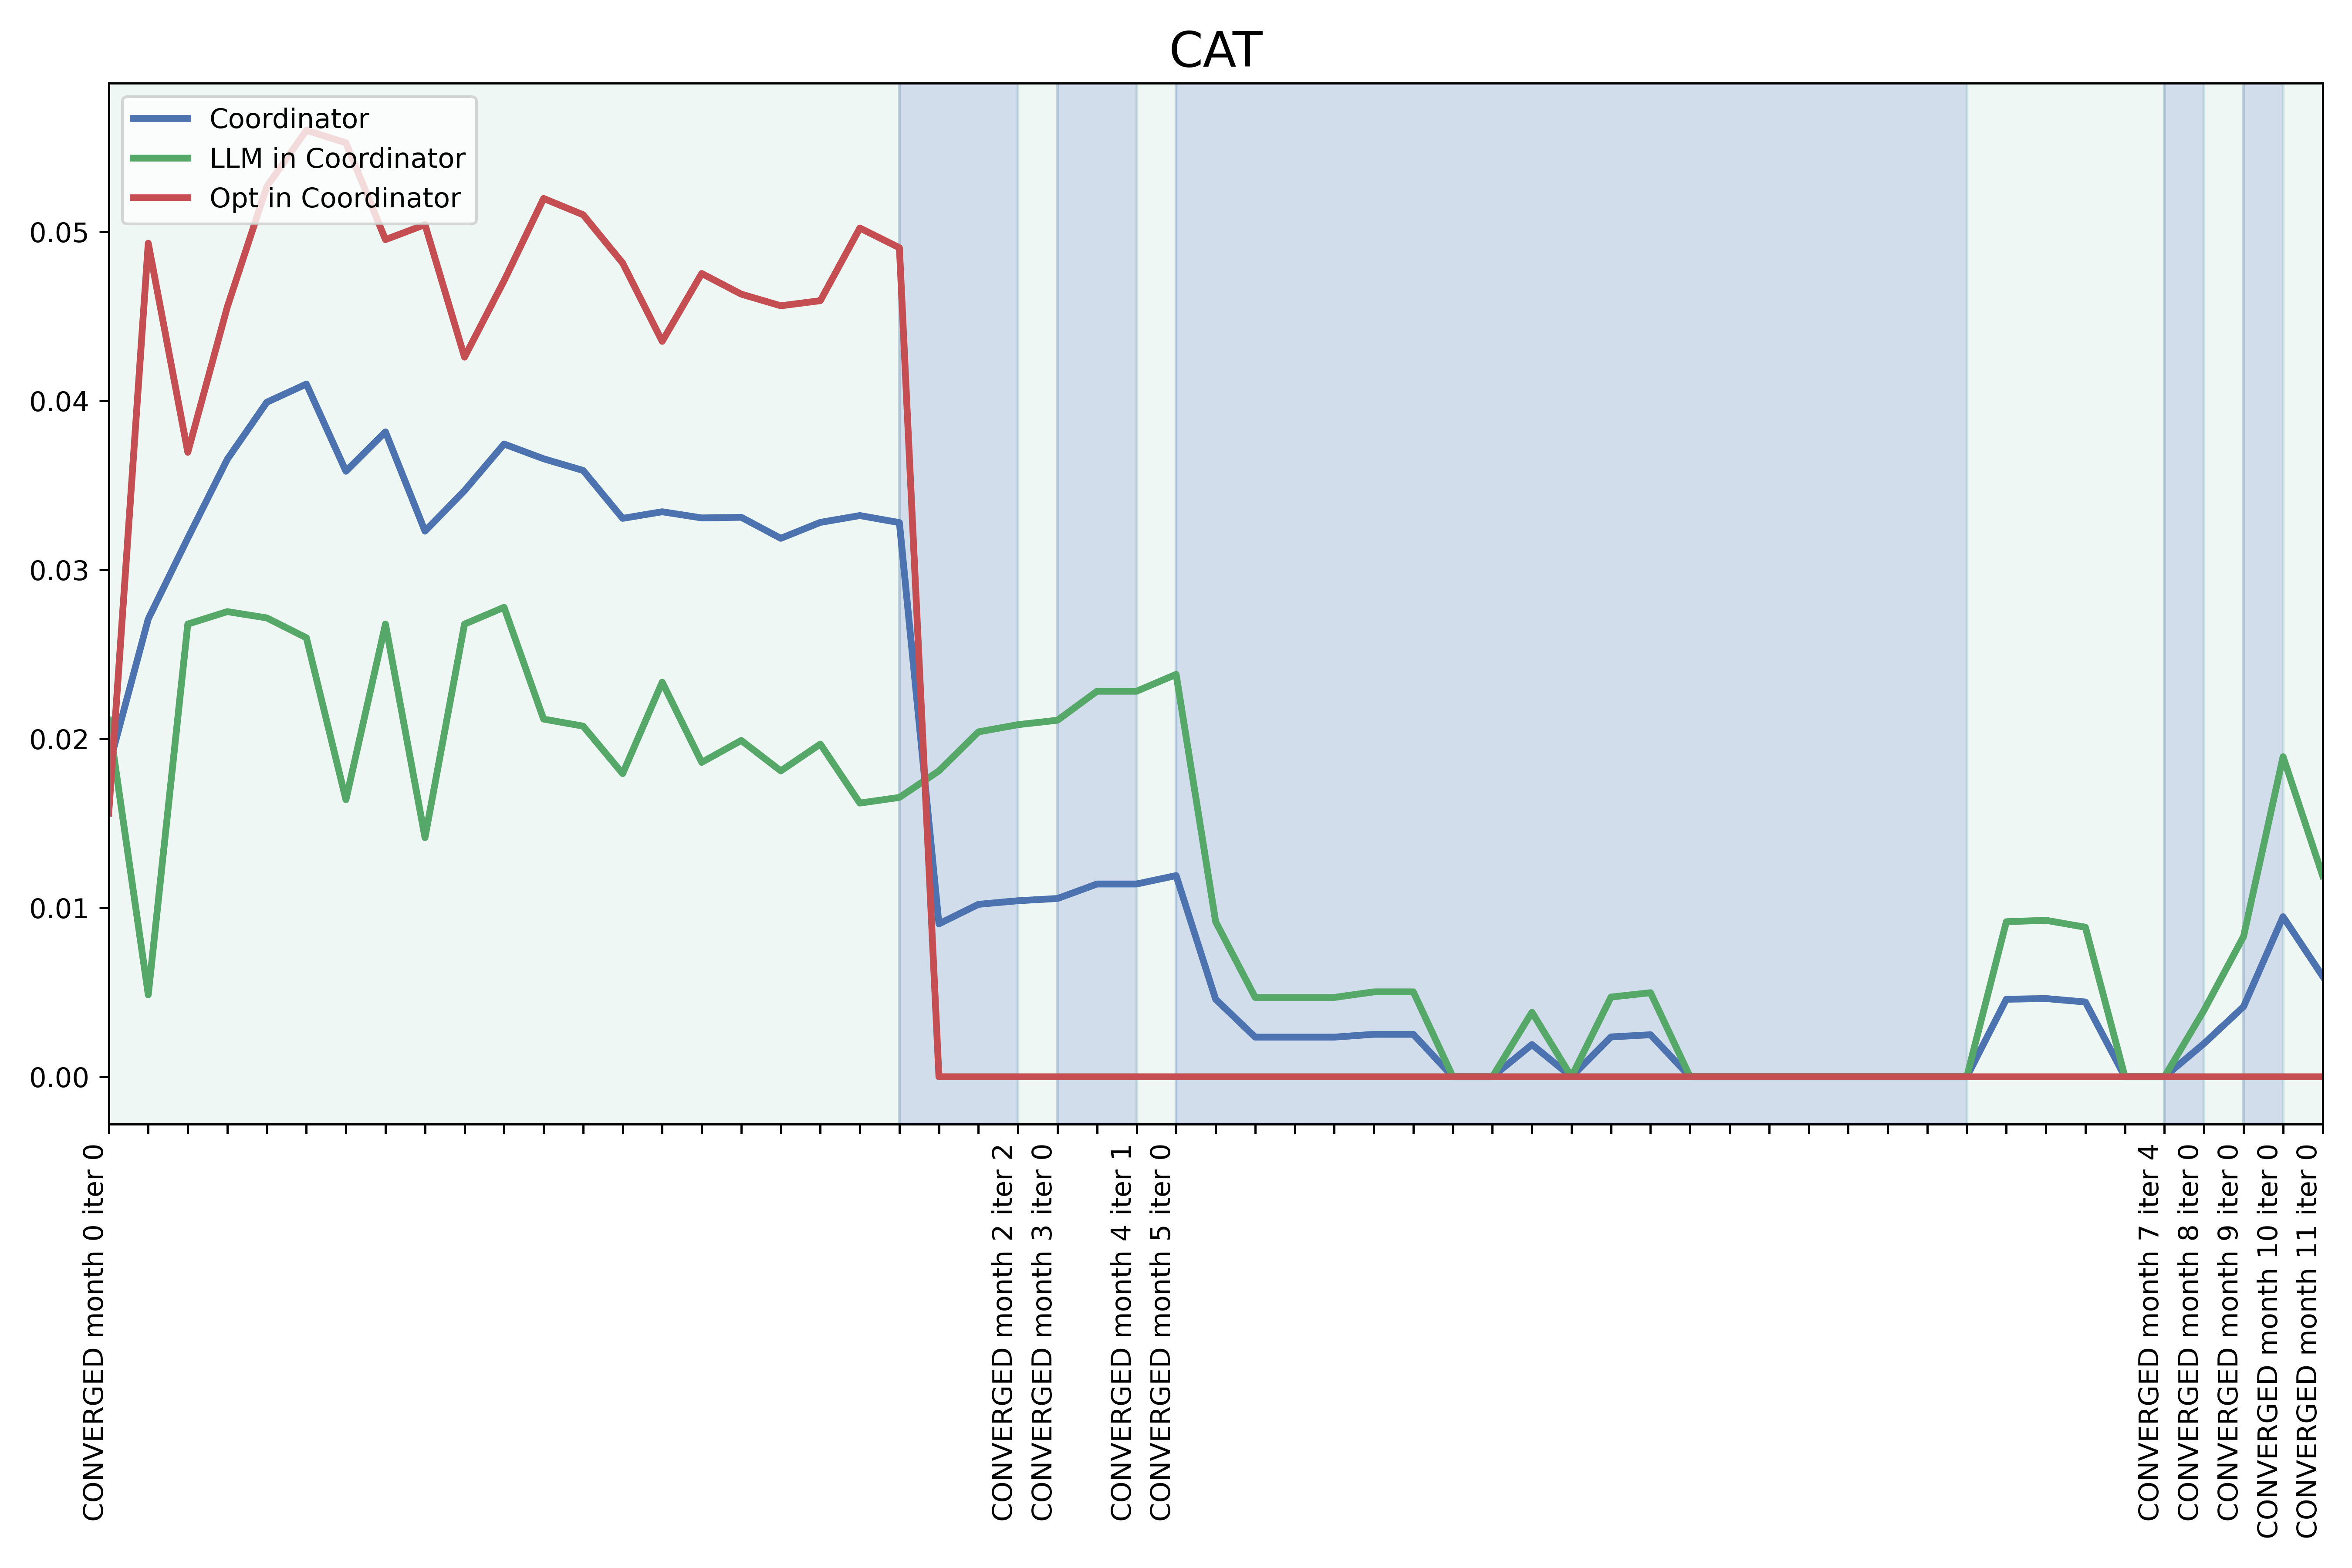 CAT
Coordinator
LLM in Coordinator
Opt in Coordinator
0.05
0.04
0.03
0.02
0.01
0.00
CONVERGED month 0 iter 0
CONVERGED month 2 iter 2
CONVERGED month 3 iter 0
CONVERGED month 4 iter 1
CONVERGED month 5 iter 0
CONVERGED month 7 iter 4
CONVERGED month 8 iter 0
CONVERGED month 9 iter 0
CONVERGED month 10 iter 0
CONVERGED month 11 iter 0